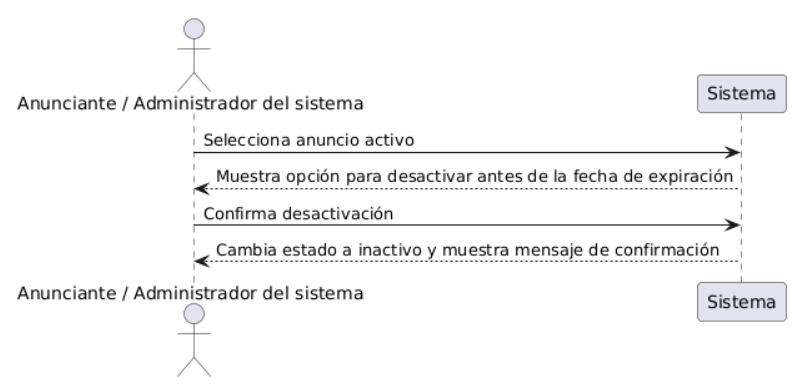 Anunciante / Administrador del sistema
Sistema
Selecciona anuncio activo
Muestra opción para desactivar antes de la fecha de expiración
Confirma desactivación
Cambia estado a inactivo y muestra mensaje de confirmación
Anunciante / Administrador del sistema
Sistema